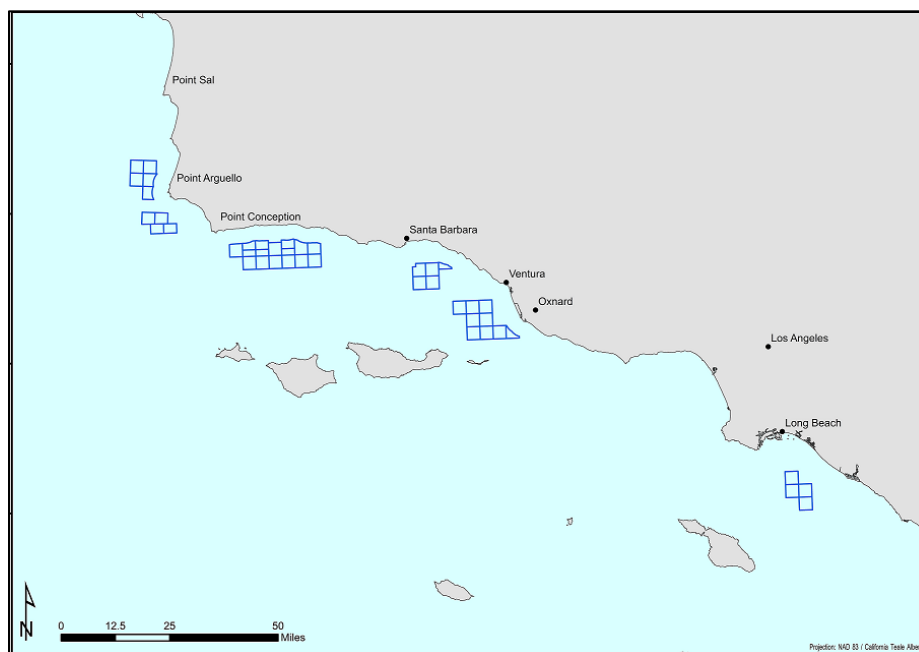 Point Sal
Point Arguello
Point Conception
Santa Barbara
Ventura
Oxnard
Los Angeles
Long Beach
N
0 12.5 25 50
Miles
Projection: NAD 83 / California Teale Albe